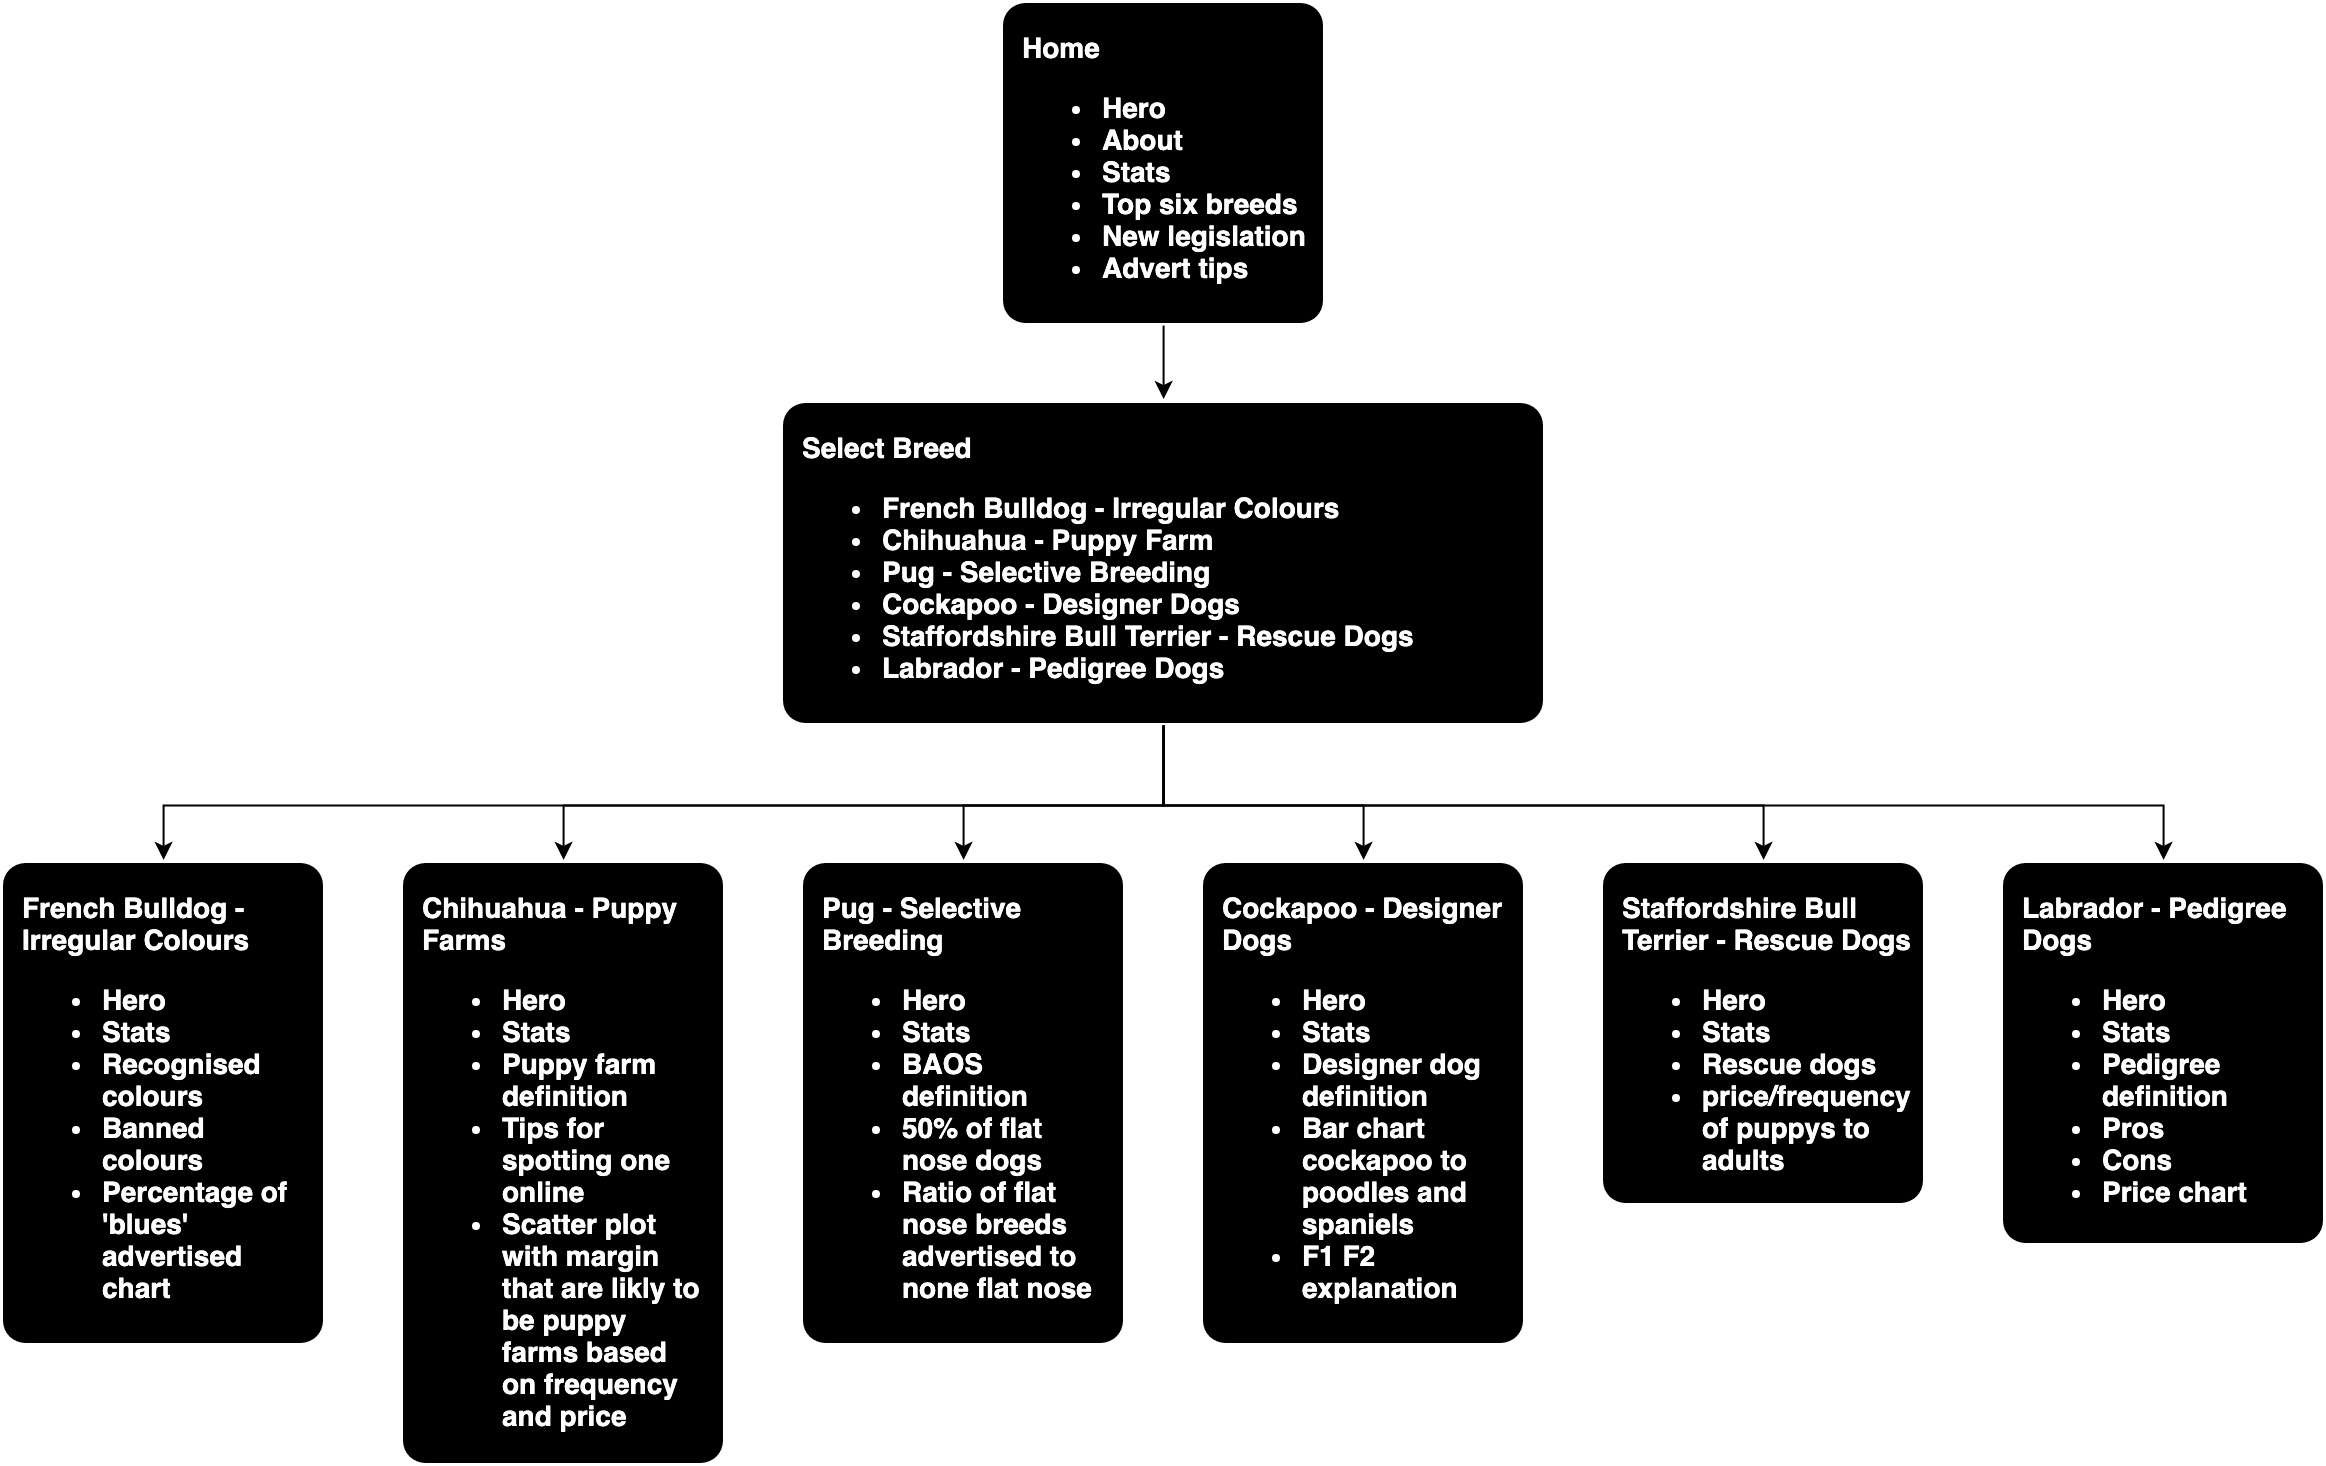 Home
• Hero
• About
• Stats
• Top six breeds
• New legislation
• Advert tips
Select Breed
• French Bulldog - Irregular Colours
• Chihuahua - Puppy Farm
• Pug - Selective Breeding
• Cockapoo - Designer Dogs
• Staffordshire Bull Terrier - Rescue Dogs
• Labrador - Pedigree Dogs
French Bulldog -
Irregular Colours
• Hero
• Stats
• Recognised
colours
• Banned
colours
• Percentage of
'blues'
advertised
chart
Chihuahua - Puppy
Farms
• Hero
• Stats
• Puppy farm
definition
• Tips for
spotting one
online
• Scatter plot
with margin
that are likly to
be puppy
farms based
on frequency
and price
Pug - Selective
Breeding
• Hero
• Stats
• BAOS
definition
• 50% of flat
nose dogs
• Ratio of flat
nose breeds
advertised to
none flat nose
Cockapoo - Designer
Dogs
• Hero
• Stats
• Designer dog
definition
• Bar chart
cockapoo to
poodles and
spaniels
• F1 F2
explanation
Staffordshire Bull
Terrier - Rescue Dogs
• Hero
• Stats
• Rescue dogs
• price/frequency
of puppys to
adults
Labrador - Pedigree
Dogs
• Hero
• Stats
• Pedigree
definition
• Pros
• Cons
• Price chart